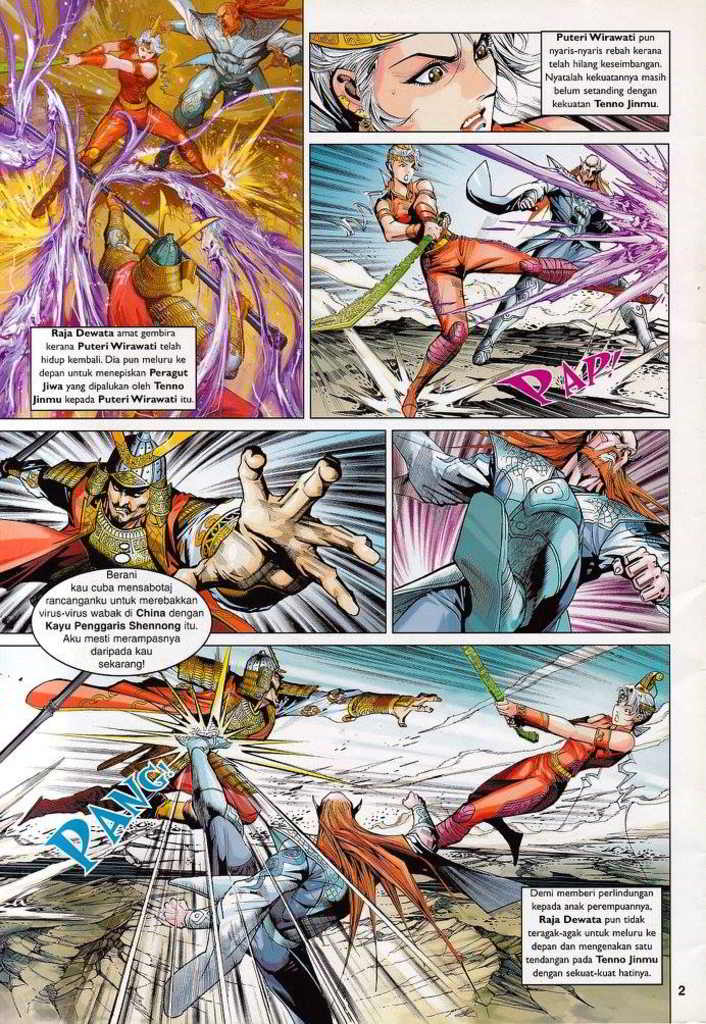 Raja Dewata amat gembira
kerana Puteri Wirawati telah
hidup kembali. Dia pun meluru ke
depan untuk menepiskan Peragut
Jiwa yang dipalukan oleh Tenno
Jinmu kepada Puteri Wirawati itu.
Puteri Wirawati pun
nyaris-nyaris rebah kerana
telah hilang keseimbangan.
Nyatalah kekuatannya masih
belum setanding dengan
kekuatan Tenno Jinmu.
PAP!
Berani
kau cuba mensabotaj
rancanganku untuk merebakkan
virus-virus wabak di China dengan
Kayu Penggaris Shennong itu.
Aku mesti merampasnya
daripada kau
sekarang!
PANG!
Demi memberi perlindungan
kepada anak perempuannya,
Raja Dewata pun tidak
teragak-agak untuk meluru ke
depan dan mengenakan satu
tendangan pada Tenno Jinmu
dengan sekuat-kuat hatinya.
2